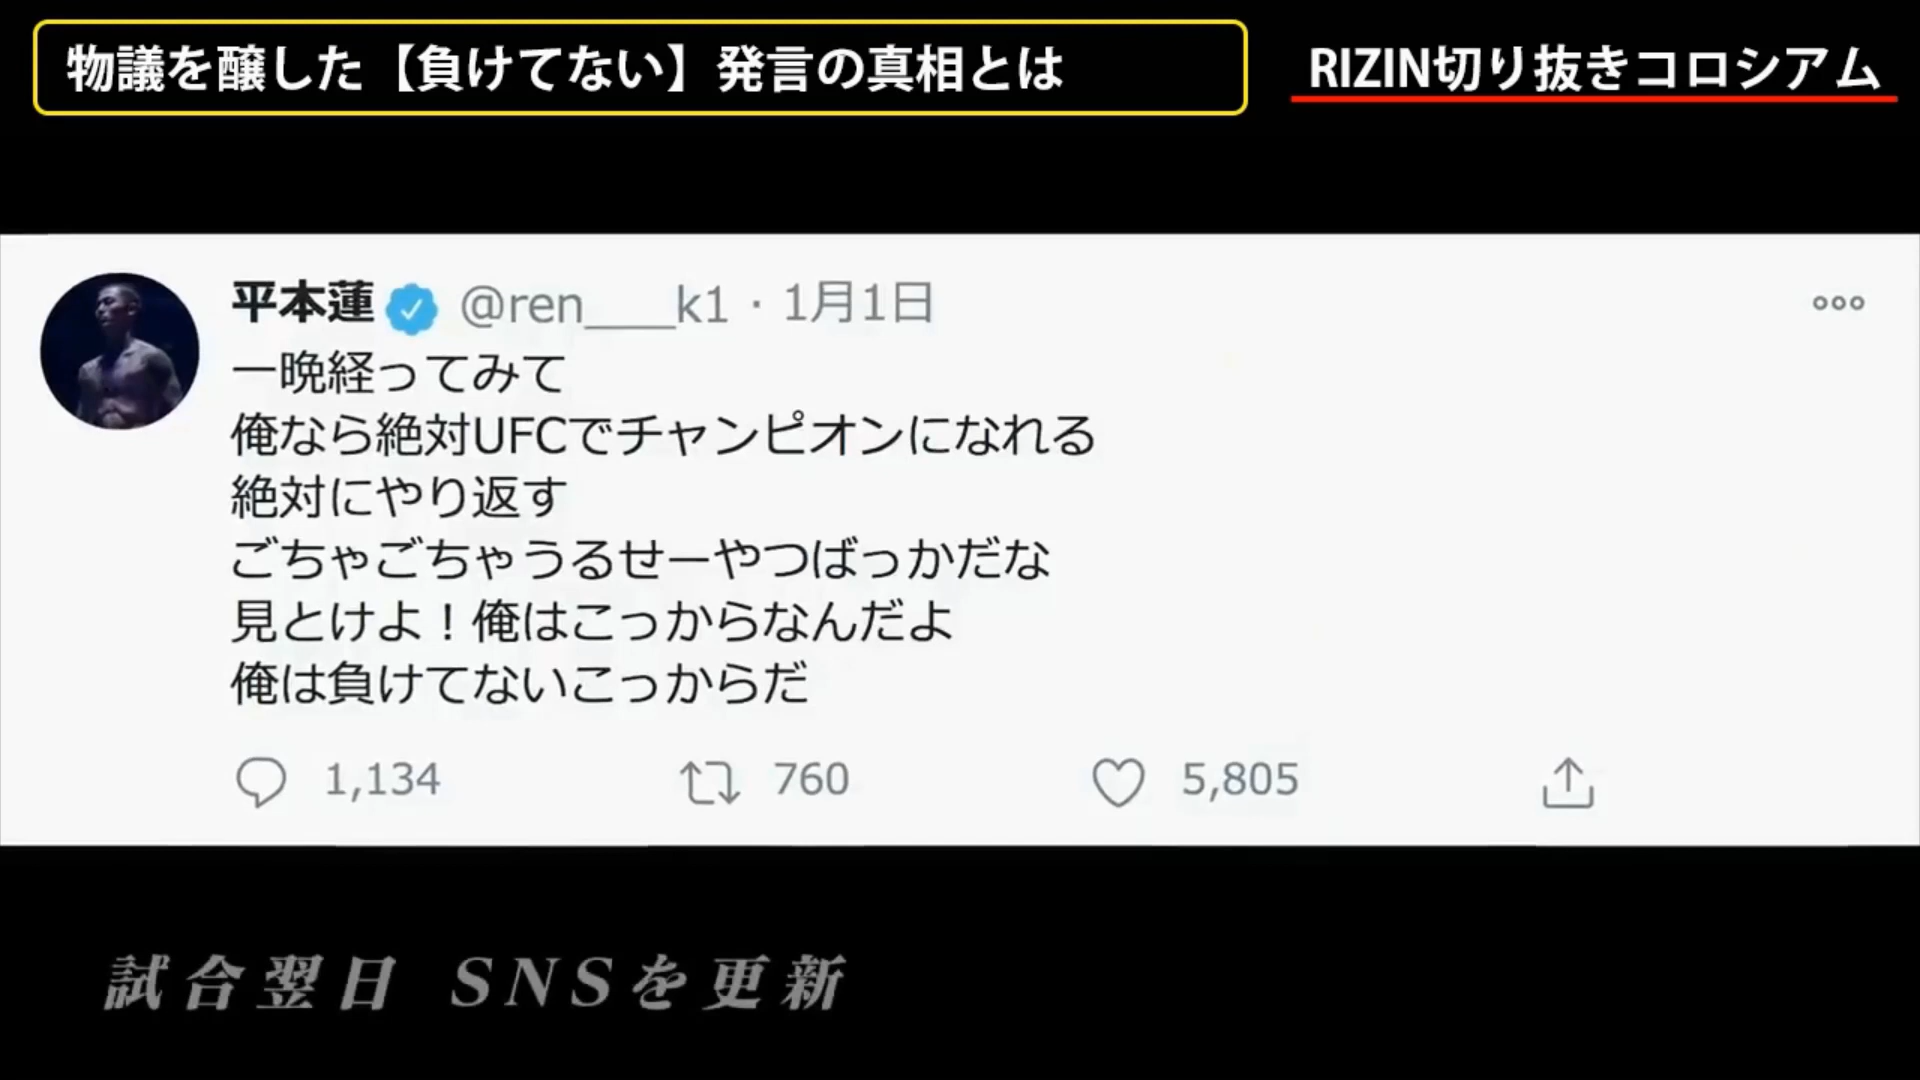 物議を醸した【負けてない】発言の真相とは
RIZIN切り抜きコロシアム
平本蓮 @ren___k1 · 1月1日
一晩経ってみて
俺なら絶対UFCでチャンピオンになれる
絶対にやり返す
ごちゃごちゃうるせーやつばっかだな
見とけよ！俺はこっからなんだよ
俺は負けてないこっからだ
1,134 760 5,805
試合翌日 SNSを更新